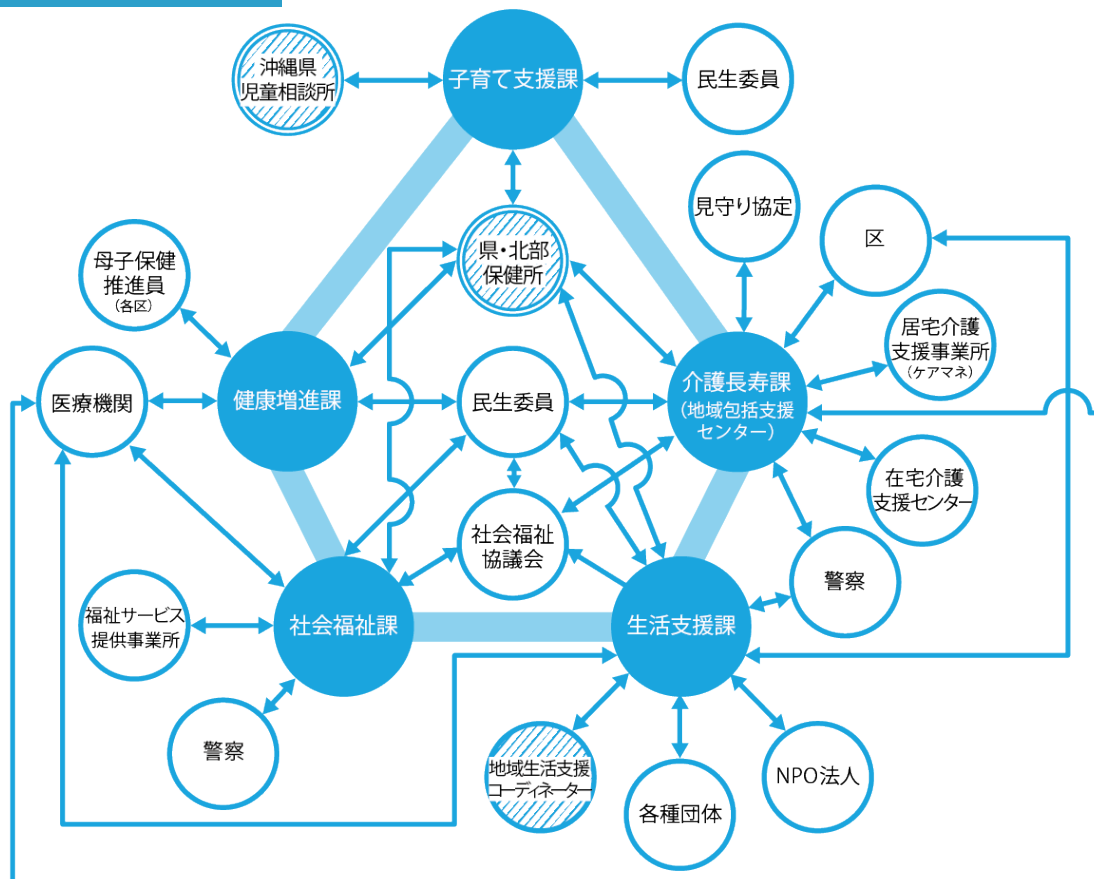 沖縄県
児童相談所
子育て支援課
民生委員
見守り協定
区
母子保健
推進員
(各区)
県・北部
保健所
居宅介護
支援事業所
(ケアマネ)
医療機関
健康増進課
民生委員
介護長寿課
(地域包括支援
センター)
在宅介護
支援センター
社会福祉
協議会
警察
福祉サービス
提供事業所
社会福祉課
生活支援課
警察
地域生活支援
コーディネーター
各種団体
NPO法人